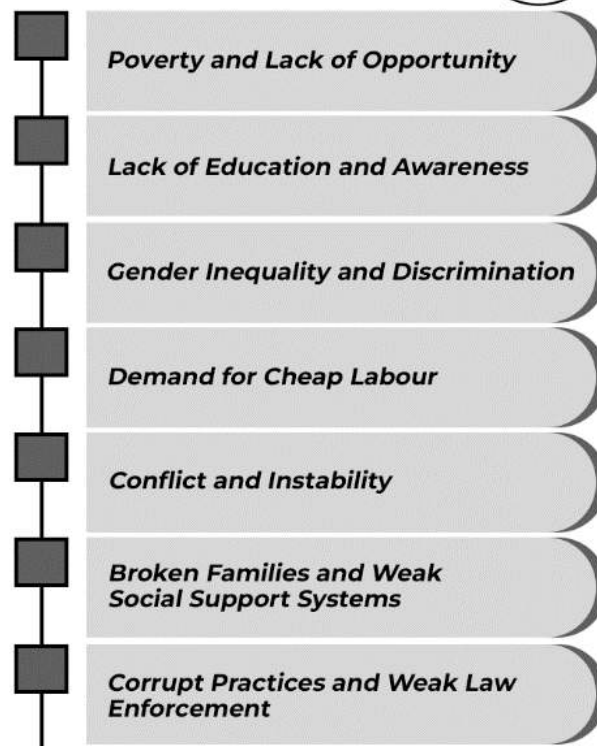 Poverty and Lack of Opportunity
Lack of Education and Awareness
Gender Inequality and Discrimination
Demand for Cheap Labour
Conflict and Instability
Broken Families and Weak
Social Support Systems
Corrupt Practices and Weak Law
Enforcement